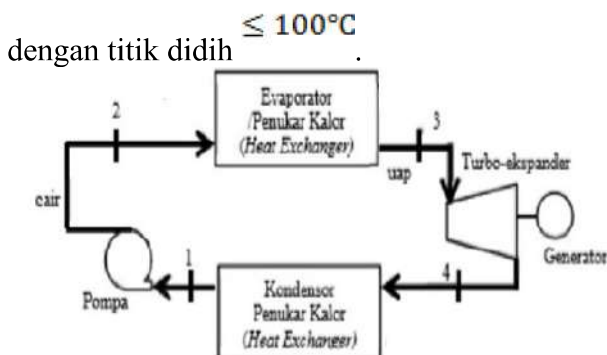 dengan titik didih ≤ 100°C.
2
Evaporator
/Penukar Kalor
(Heat Exchanger)
3
Turbo-ekspander
uap
cair
Generator
1
4
Pompa
Kondensor
Penukar Kalor
(Heat Exchanger)